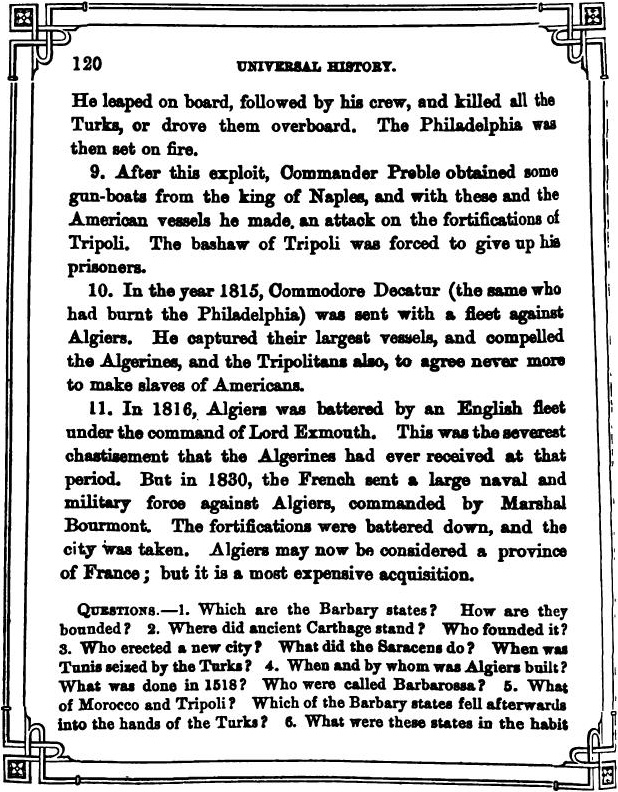 120 UNIVERSAL HISTORY.
He leaped on board, followed by his crew, and killed all the
Turks, or drove them overboard. The Philadelphia was
then set on fire.
9. After this exploit, Commander Preble obtained some
gun-boats from the king of Naples, and with these and the
American vessels he made. an attack on the fortifications of
Tripoli. The bashaw of Tripoli was forced to give up his
prisoners.
10. In the year 1815, Commodore Decatur (the same who
had burnt the Philadelphia) was sent with a fleet against
Algiers. He captured their largest vessels, and compelled
the Algerines, and the Tripolitans also, to agree never more
to make slaves of Americans.
11. In 1816, Algiers was battered by an English fleet
under the command of Lord Exmouth. This was the severest
chastisement that the Algerines had ever received at that
period. But in 1830, the French sent a large naval and
military force against Algiers, commanded by Marshal
Bourmont. The fortifications were battered down, and the
city was taken. Algiers may now be considered a province
of France; but it is a most expensive acquisition.
QUESTIONS.—1. Which are the Barbary states? How are they
bounded? 2. Where did ancient Carthage stand? Who founded it?
3. Who erected a new city? What did the Saracens do? When was
Tunis seized by the Turks? 4. When and by whom was Algiers built?
What was done in 1518? Who were called Barbarossa? 5. What
of Morocco and Tripoli? Which of the Barbary states fell afterwards
into the hands of the Turks? 6. What were these states in the habit